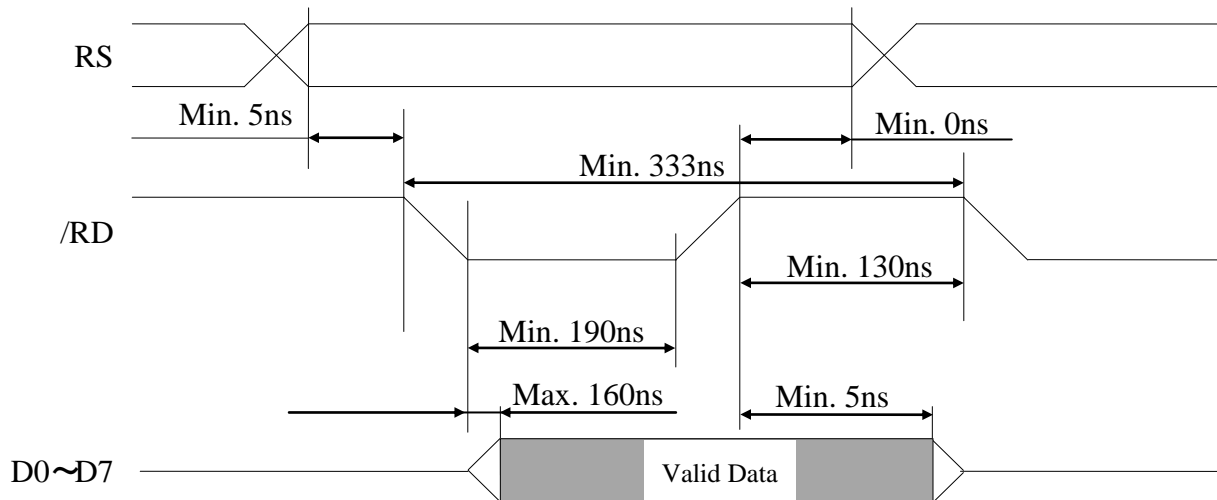 RS
Min. 5ns
Min. 0ns
Min. 333ns
/RD
Min. 130ns
Min. 190ns
Max. 160ns
Min. 5ns
D0～D7
Valid Data